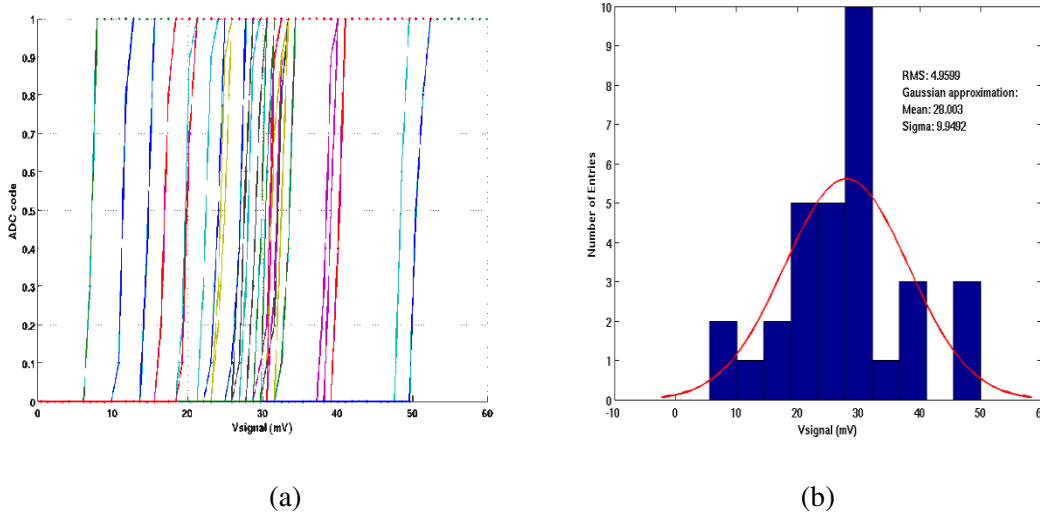 1
0.9
0.8
0.7
0.6
0.5
0.4
0.3
0.2
0.1
0
ADC code
0 10 20 30 40 50 60
Vsignal (mV)
(a)
10
9
8
7
6
5
4
3
2
1
0
Number of Entries
RMS: 4.9599
Gaussian approximation:
Mean: 28.003
Sigma: 9.9492
-10 0 10 20 30 40 50 60
Vsignal (mV)
(b)